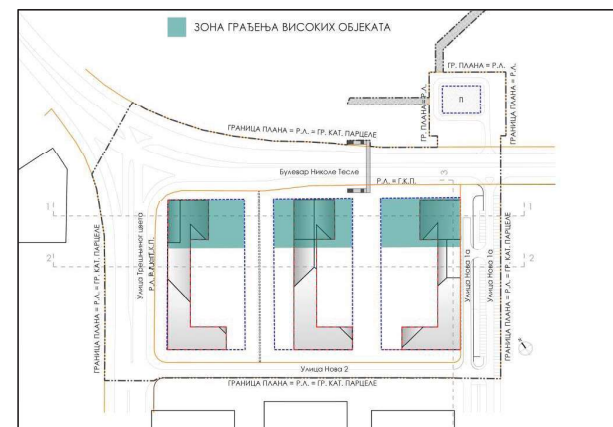 ЗОНА ГРАЂЕЊА ВИСОКИХ ОБЈЕКАТА
ГР. ПЛАНА = Р.Л.
ГР. ПЛАНА = Р.Л.
П
ГРАНИЦА ПЛАНА = Р.Л.
ГРАНИЦА ПЛАНА = Р.Л. = ГР. КАТ. ПАРЦЕЛЕ
Булевар Николе Тесле
Р.Л. = Г.К.П.
3
1
1
2
2
Улица Трешњиног цвета
Улица Нова 1а
Улица Нова 1а
ГРАНИЦА ПЛАНА = Р.Л. = ГР. КАТ. ПАРЦЕЛЕ
ГРАНИЦА ПЛАНА = Р.Л. = ГР. КАТ. ПАРЦЕЛЕ
Улица Нова 2
ГРАНИЦА ПЛАНА = Р.Л. = ГР. КАТ. ПАРЦЕЛЕ